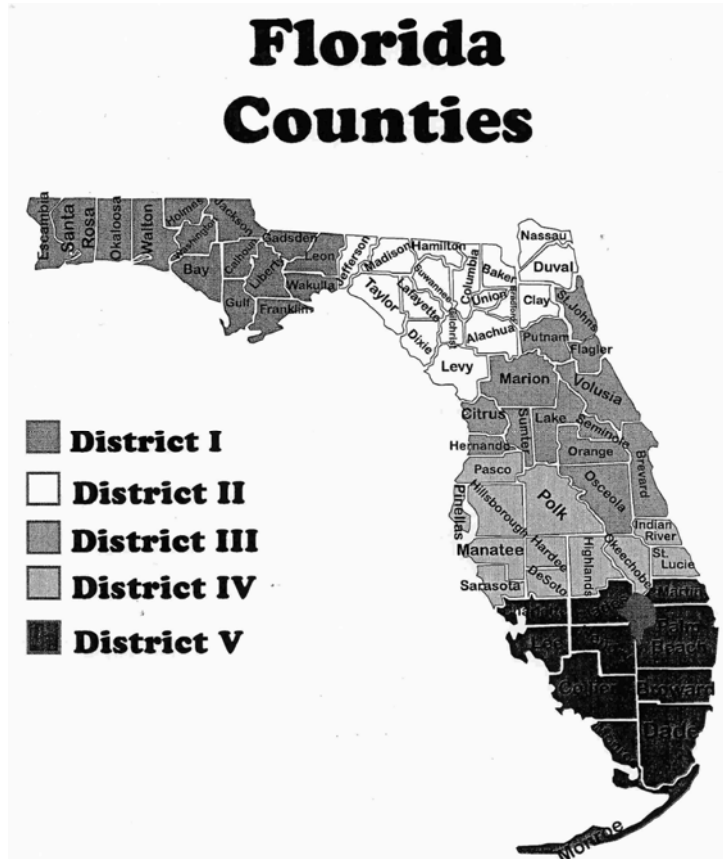 Florida
Counties
Escambia
Santa
Rosa
Okaloosa
Walton
Holmes
Jackson
Washington
Bay
Calhoun
Gulf
Liberty
Gadsden
Leon
Wakulla
Franklin
Jefferson
Madison
Hamilton
Taylor
Lafayette
Suwannee
Columbia
Dixie
Gilchrist
Baker
Union
Bradford
Nassau
Duval
Clay
St. Johns
Alachua
Putnam
Flagler
Levy
Marion
Volusia
Citrus
Sumter
Lake
Seminole
Hernando
Orange
Brevard
Pasco
Osceola
Pinellas
Hillsborough
Polk
Indian
River
Manatee
Hardee
Highlands
Okeechobe
St.
Lucie
Sarasota
DeSoto
Martin
Lee
Palm
Beach
Collier
Broward
Dade
Monroe
District I
District II
District III
District IV
District V